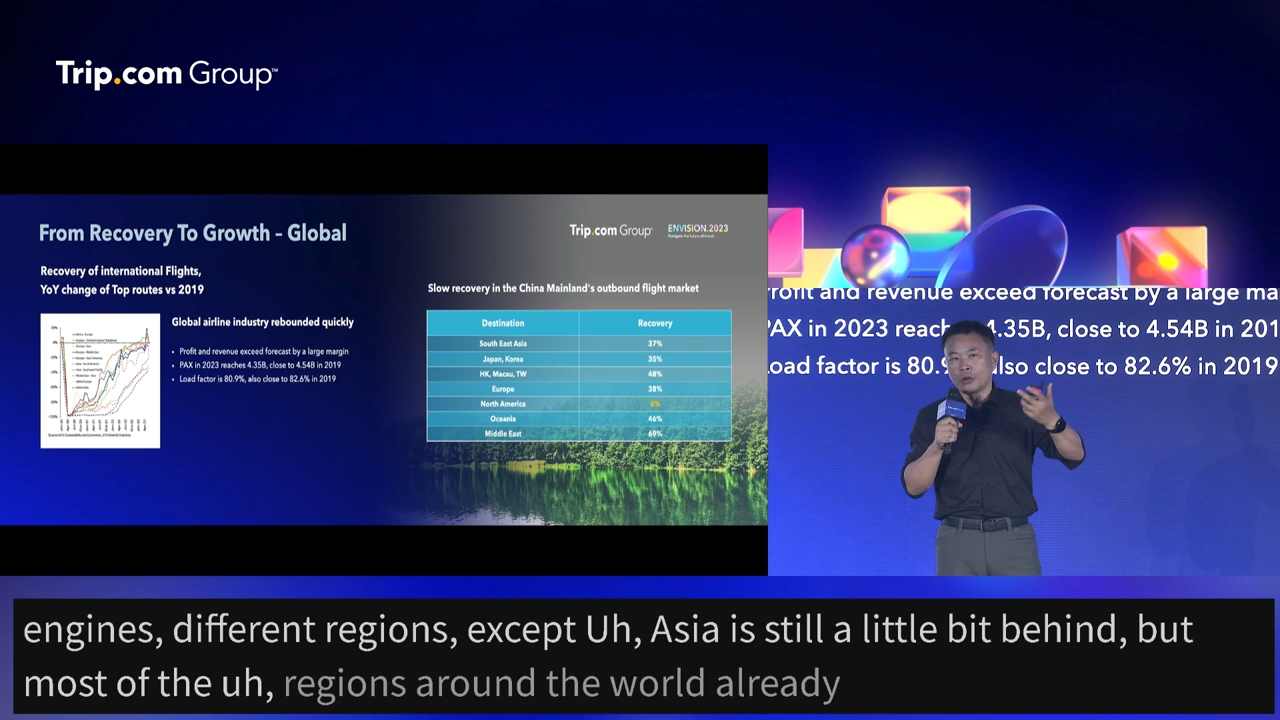 Trip.com Group™
From Recovery To Growth – Global
Trip.com Group
ENVISION.2023
Recovery of international Flights,
YoY change of Top routes vs 2019
Global airline industry rebounded quickly
• Profit and revenue exceed forecast by a large margin
• PAX in 2023 reaches 4.35B, close to 4.54B in 2019
• Load factor is 80.9%, also close to 82.6% in 2019
Slow recovery in the China Mainland's outbound flight market
Destination Recovery
South East Asia 37%
Japan, Korea 35%
HK, Macau, TW 48%
Europe 38%
North America 6%
Oceania 46%
Middle East 69%
rofit and revenue exceed forecast by a large ma
PAX in 2023 reach 4.35B, close to 4.54B in 201
Load factor is 80.9 also close to 82.6% in 2019
engines, different regions, except Uh, Asia is still a little bit behind, but
most of the uh, regions around the world already